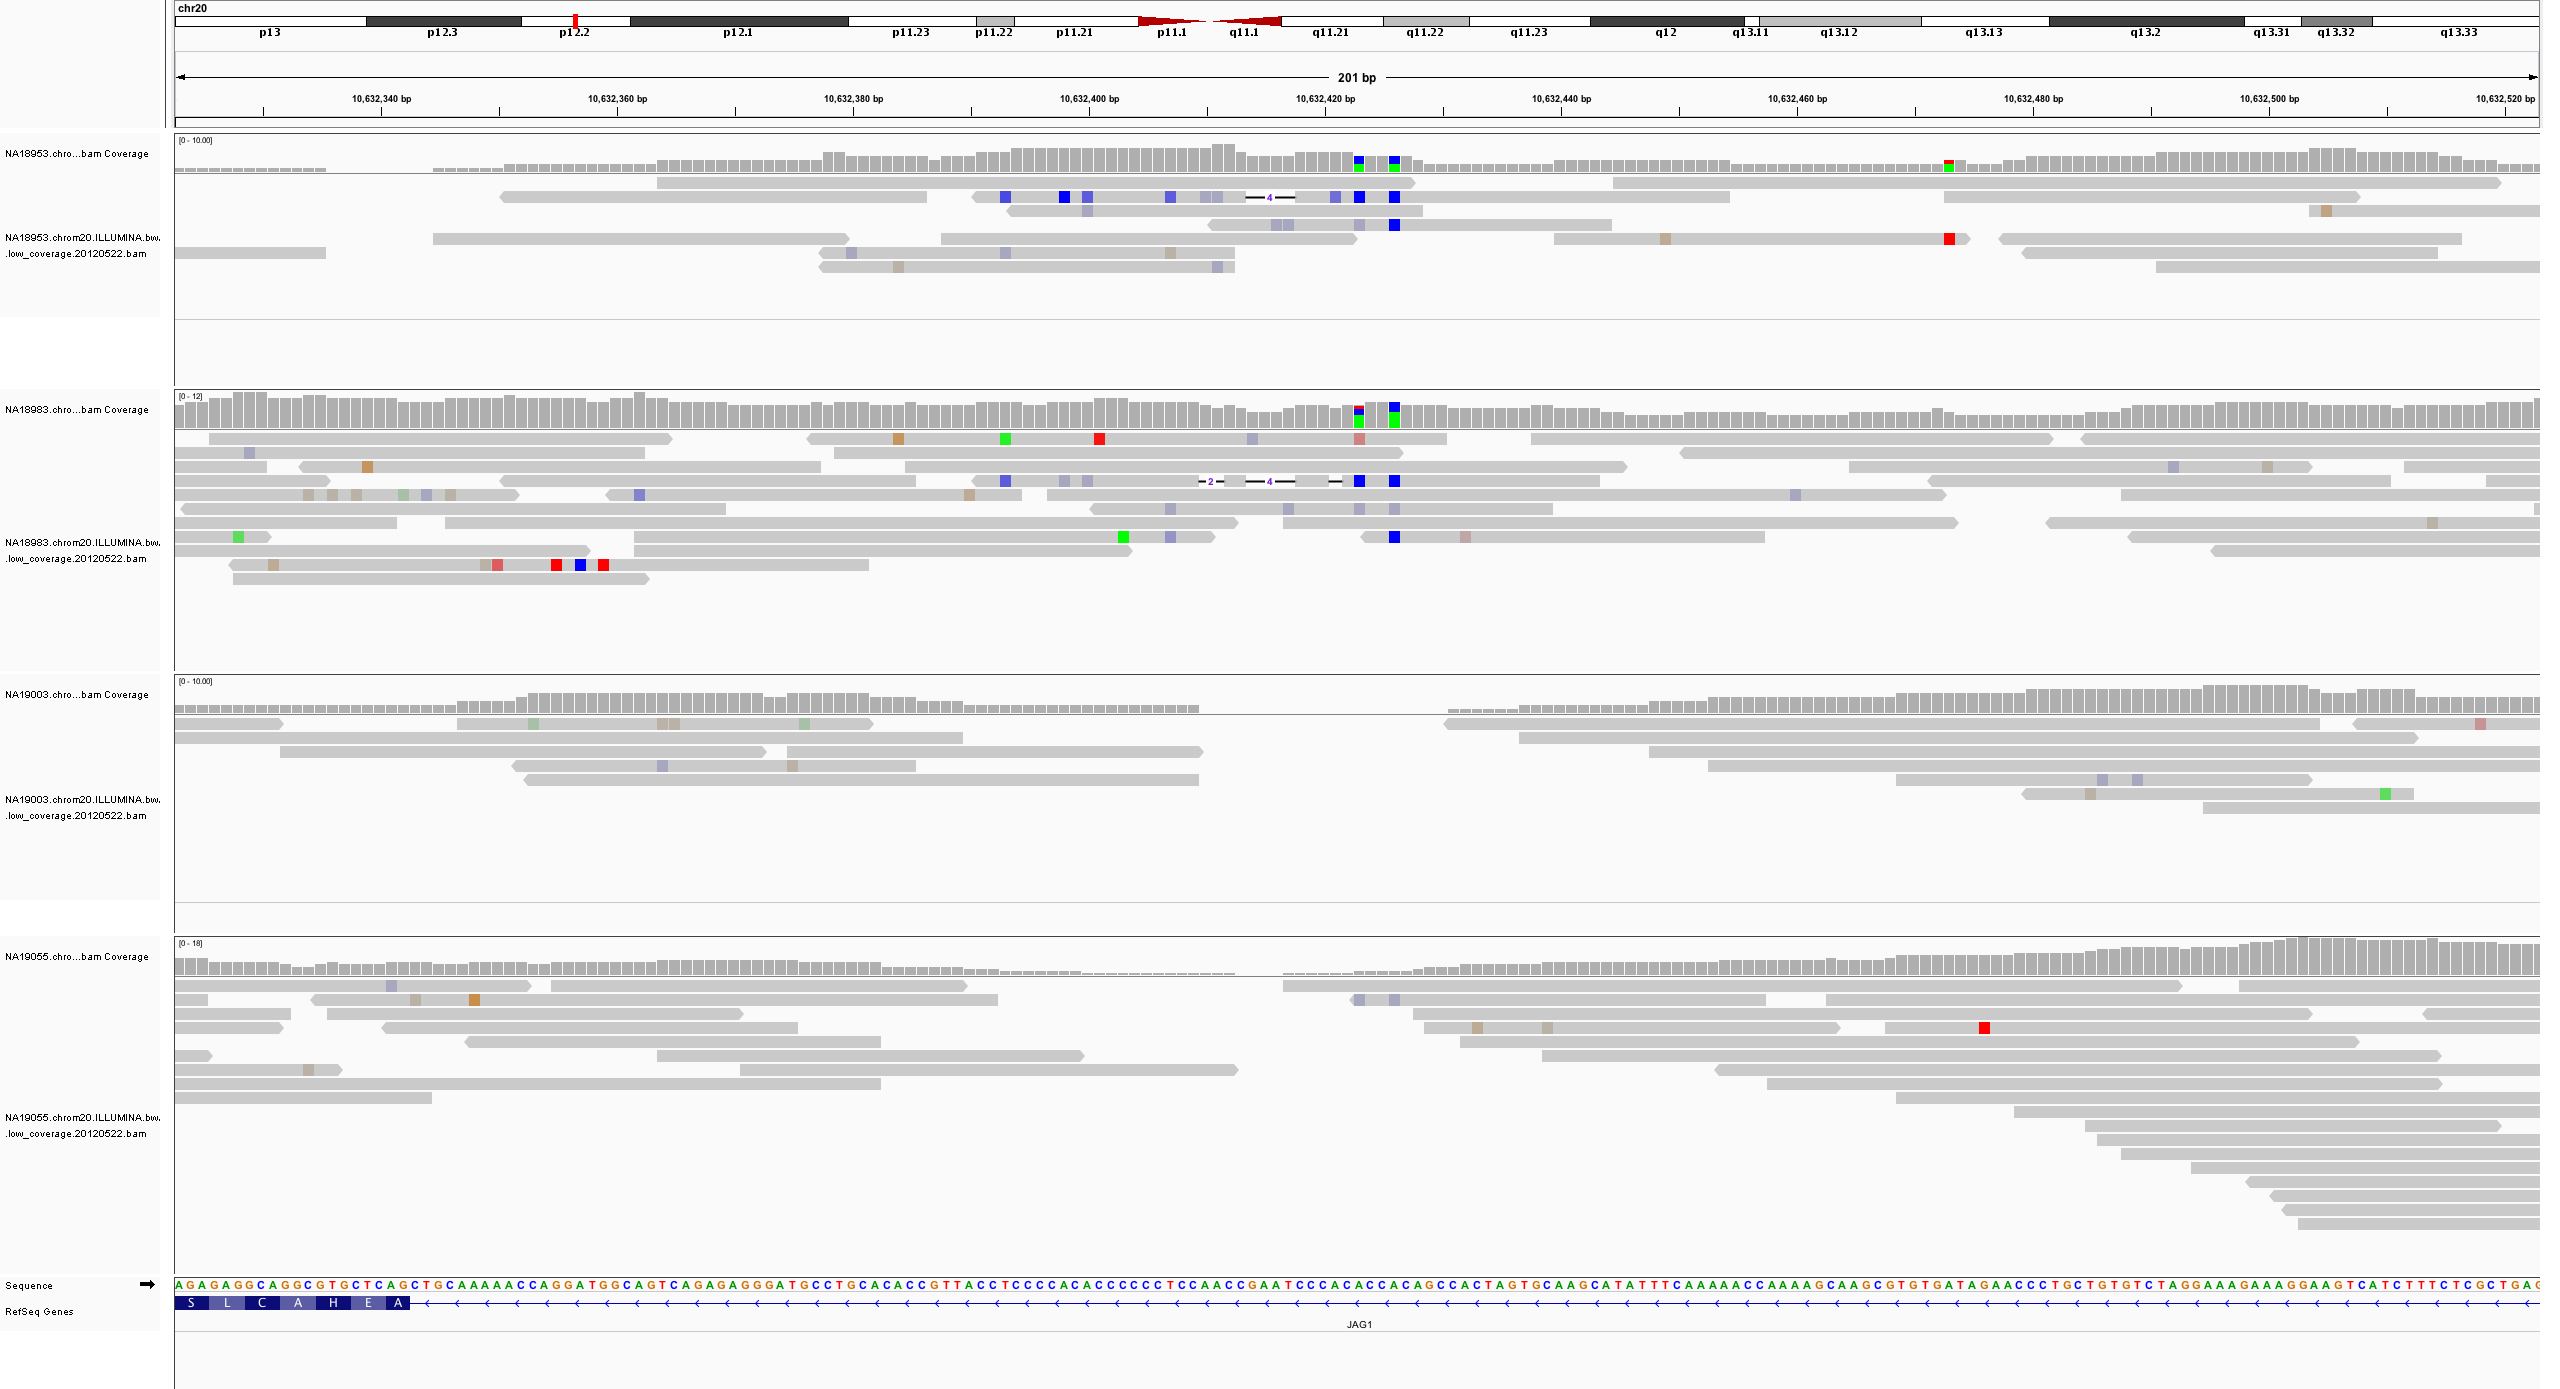 chr20
p13 p12.3 p12.2 p12.1 p11.23 p11.22 p11.21 p11.1 q11.1 q11.21 q11.22 q11.23 q12 q13.11 q13.12 q13.13 q13.2 q13.31 q13.32 q13.33
201 bp
10,632,340 bp 10,632,360 bp 10,632,380 bp 10,632,400 bp 10,632,420 bp 10,632,440 bp 10,632,460 bp 10,632,480 bp 10,632,500 bp 10,632,520 bp
[0 - 10.00]
NA18953.chro...bam Coverage
4
NA18953.chrom20.ILLUMINA.bw.
.low_coverage.20120522.bam
[0 - 12]
NA18983.chro...bam Coverage
2 4
NA18983.chrom20.ILLUMINA.bw.
.low_coverage.20120522.bam
[0 - 10.00]
NA19003.chro...bam Coverage
NA19003.chrom20.ILLUMINA.bw.
.low_coverage.20120522.bam
[0 - 18]
NA19055.chro...bam Coverage
NA19055.chrom20.ILLUMINA.bw.
.low_coverage.20120522.bam
Sequence
A G A G A G G C A G G C G T G C T C A G C T G C A A A A A C C A G G A T G G C A G T C A G A G A G G G A T G C C T G C A C A C C G T T A C C T C C C C A C A C C C C C C T C C A A C C G A A T C C C A C A C C A C A G C C A C T A G T G C A A G C A T A T T T C A A A A A C C A A A A G C A A G C G T G T G A T A G A A C C C T G C T G T G T C T A G G A A A G A A A G G A A G T C A T C T T T C T C G C T G A G
RefSeq Genes
S L C A H E A
JAG1